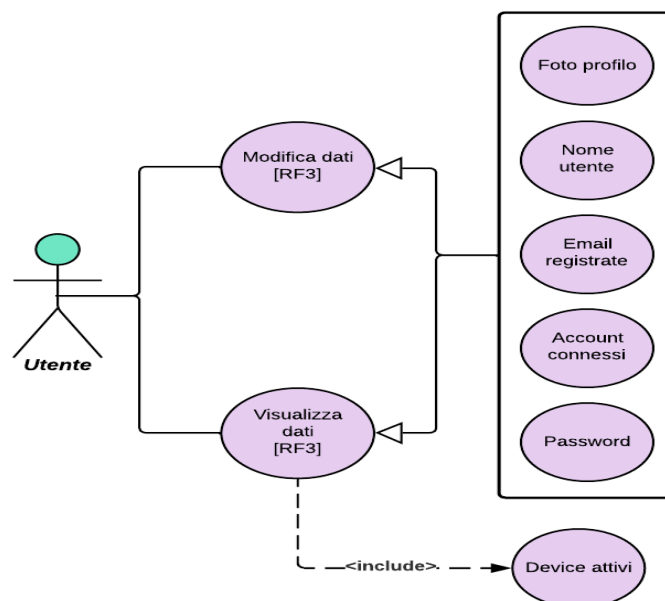 Foto profilo
Modifica dati
[RF3]
Nome
utente
Email
registrate
Utente
Account
connessi
Visualizza
dati
[RF3]
Password
<include>
Device attivi